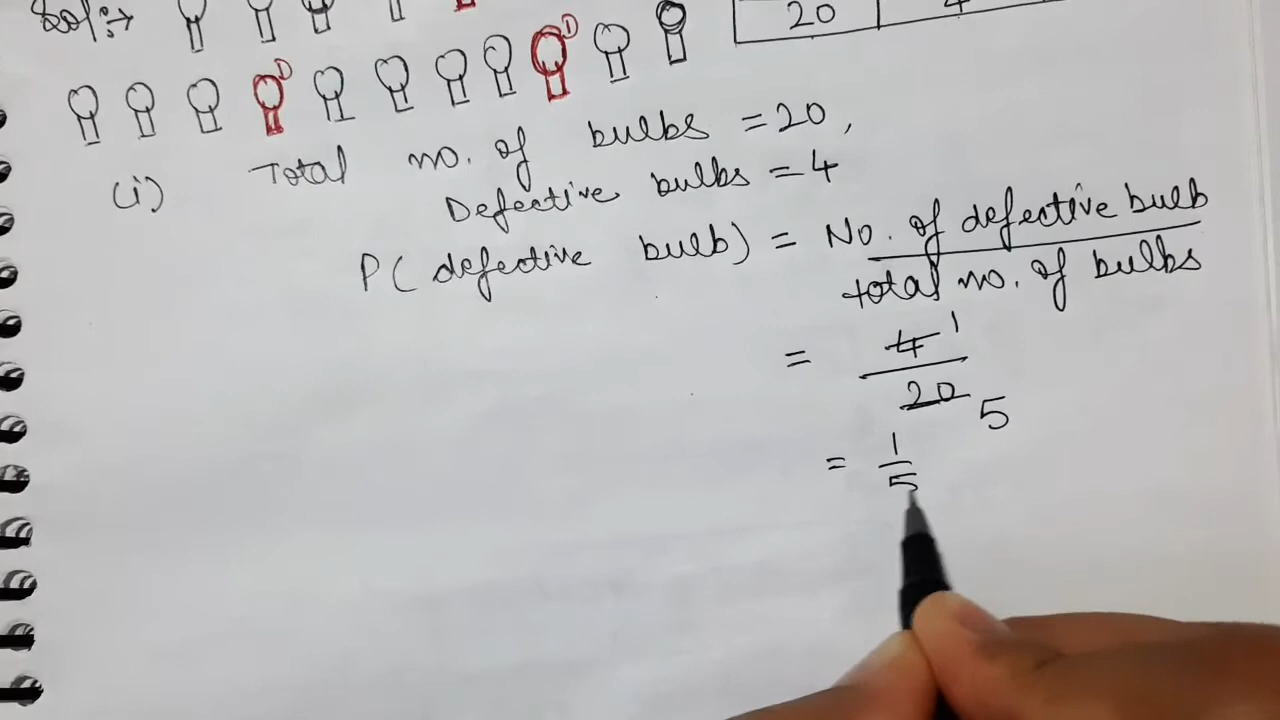 Sol:→
20 4
D D
(i) Total no. of bulbs = 20,
Defective bulbs = 4
P( defective bulb) = No. of defective bulb
total no. of bulbs
= 4 1
20 5
= 1
5